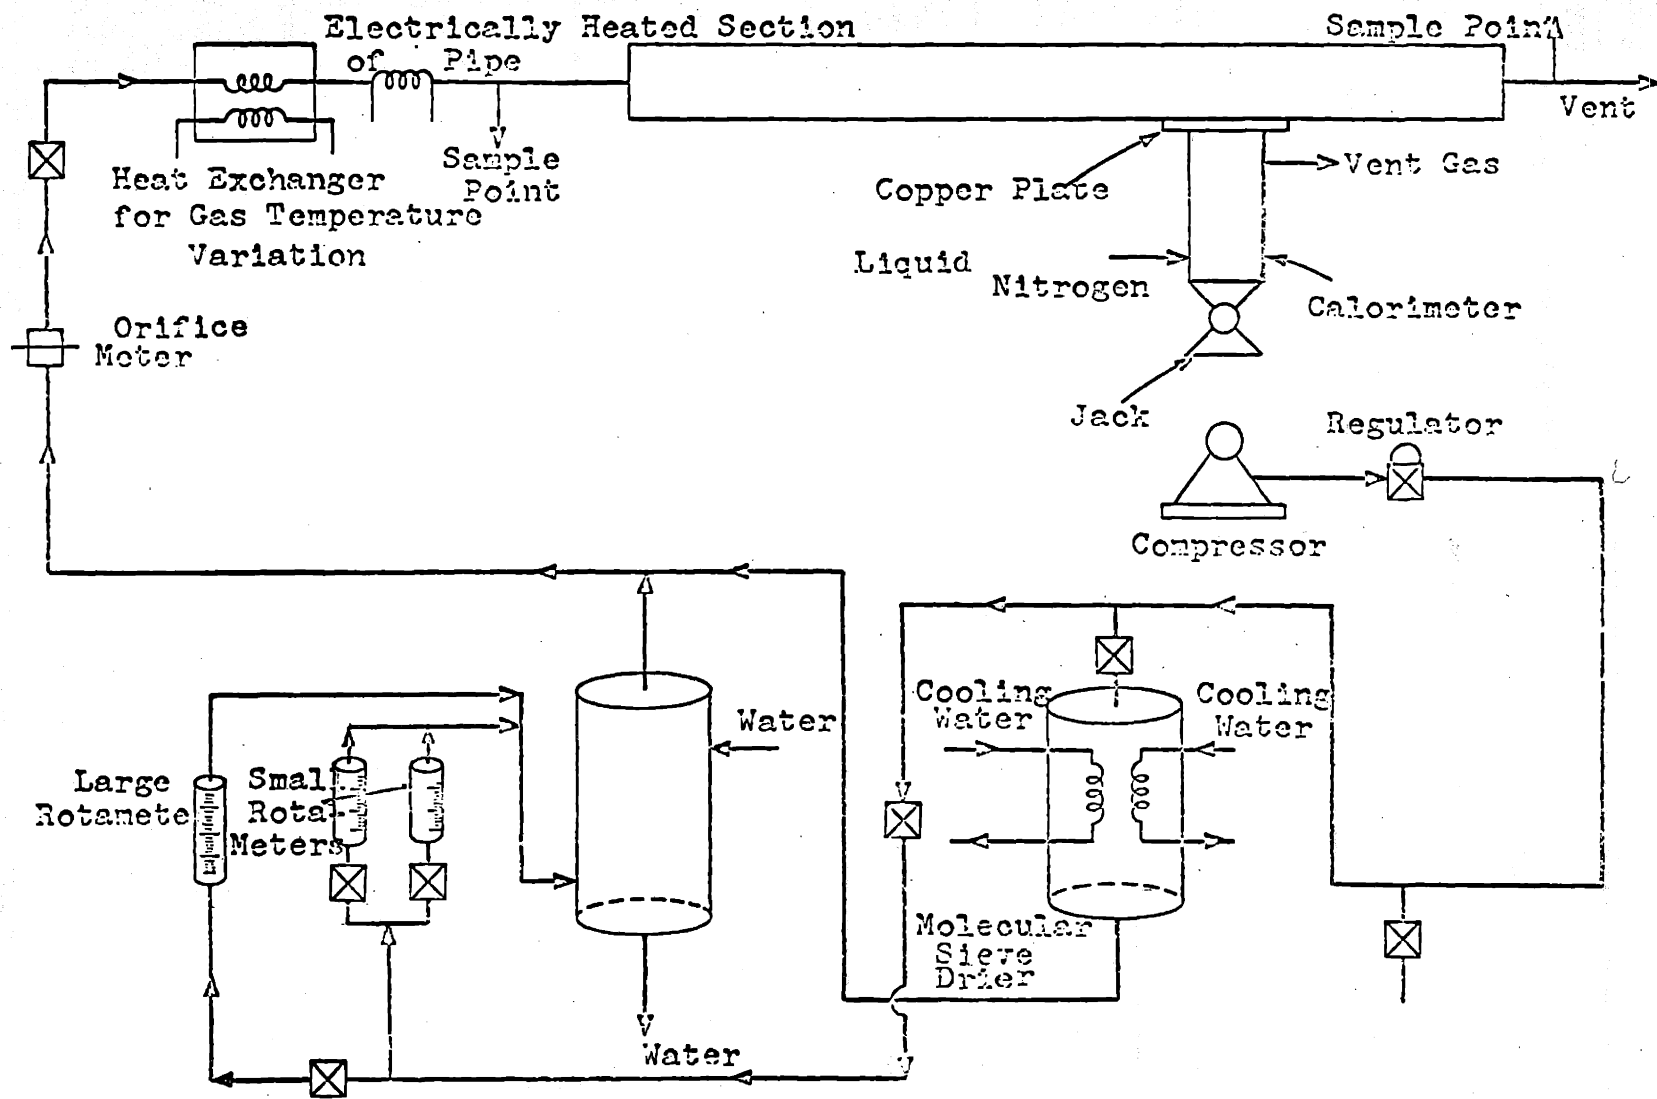 Electrically Heated Section
of Pipe
Sample Point
Vent
Sample
Point
Heat Exchanger
for Gas Temperature
Variation
Copper Plate
Vent Gas
Liquid
Nitrogen
Calorimeter
Orifice
Meter
Jack
Regulator
Compressor
Cooling
Water
Cooling
Water
Water
Large
Rotamete
Small
Rota-
Meters
Molecular
Sieve
Drier
Water